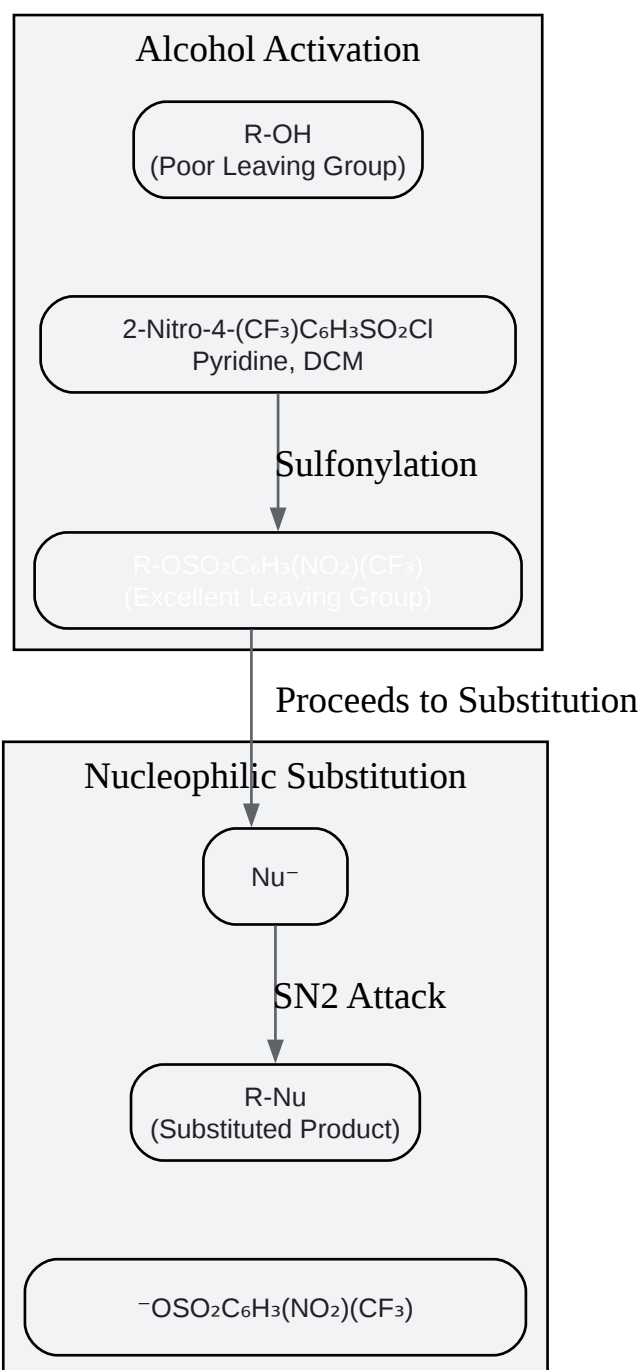 Alcohol Activation
R-OH
(Poor Leaving Group)
2-Nitro-4-(CF₃)C₆H₃SO₂Cl
Pyridine, DCM
Sulfonylation
R-OSO₂C₆H₃(NO₂)(CF₃)
(Excellent Leaving Group)
Proceeds to Substitution
Nucleophilic Substitution
Nu⁻
SN2 Attack
R-Nu
(Substituted Product)
⁻OSO₂C₆H₃(NO₂)(CF₃)